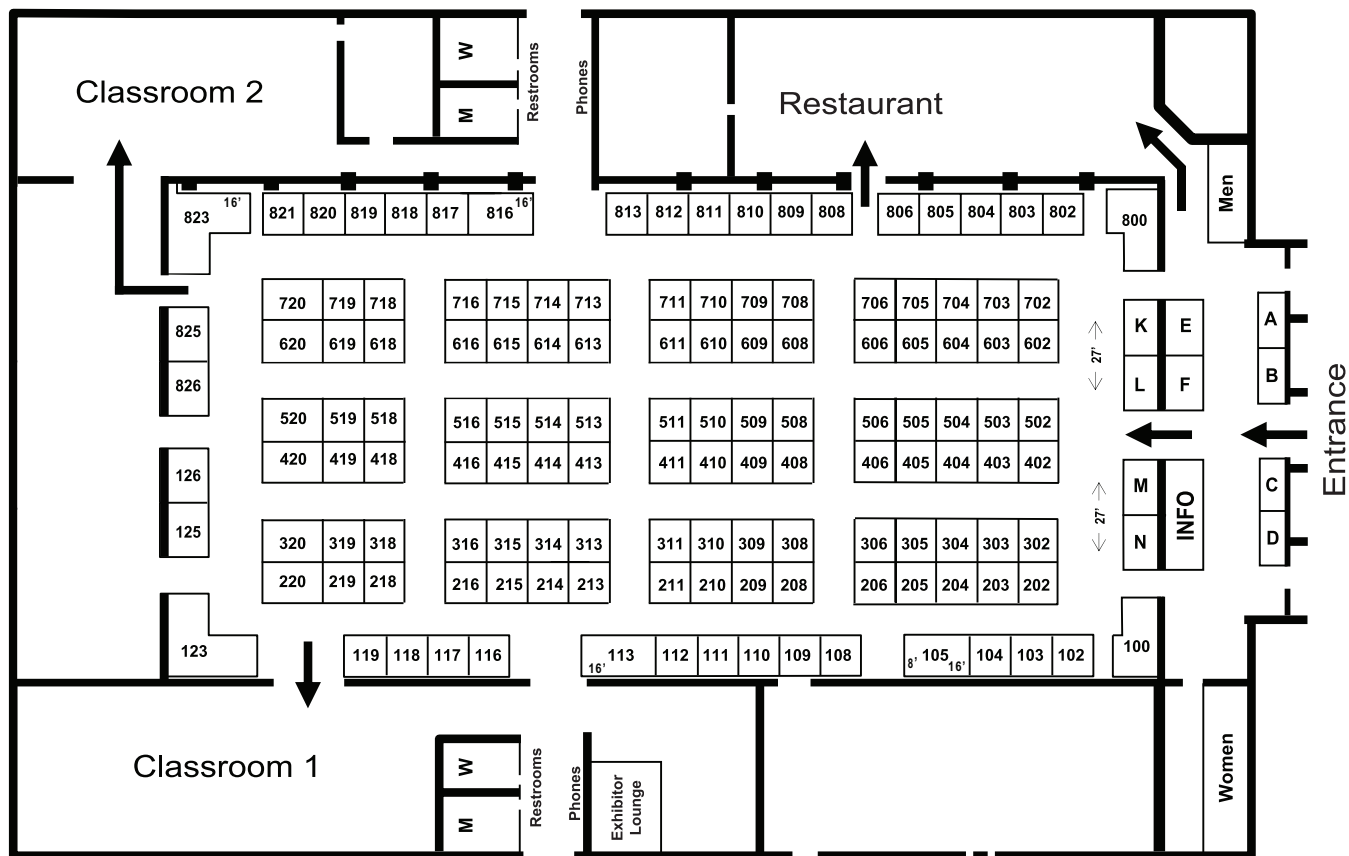 W
M
Restrooms
Phones
Classroom 2
Restaurant
Men
823 16'
821 820 819 818 817 816 16'
813 812 811 810 809 808
806 805 804 803 802
800
720 719 718
716 715 714 713
711 710 709 708
706 705 704 703 702
620 619 618
616 615 614 613
611 610 609 608
606 605 604 603 602
825
826
27'
K E
L F
A
B
520 519 518
516 515 514 513
511 510 509 508
506 505 504 503 502
420 419 418
416 415 414 413
411 410 409 408
406 405 404 403 402
Entrance
126
125
27'
M
N
INFO
C
D
320 319 318
316 315 314 313
311 310 309 308
306 305 304 303 302
220 219 218
216 215 214 213
211 210 209 208
206 205 204 203 202
123
119 118 117 116
16' 113 112 111 110 109 108
8' 105 16' 104 103 102
100
Classroom 1
W
M
Restrooms
Phones
Exhibitor
Lounge
Women